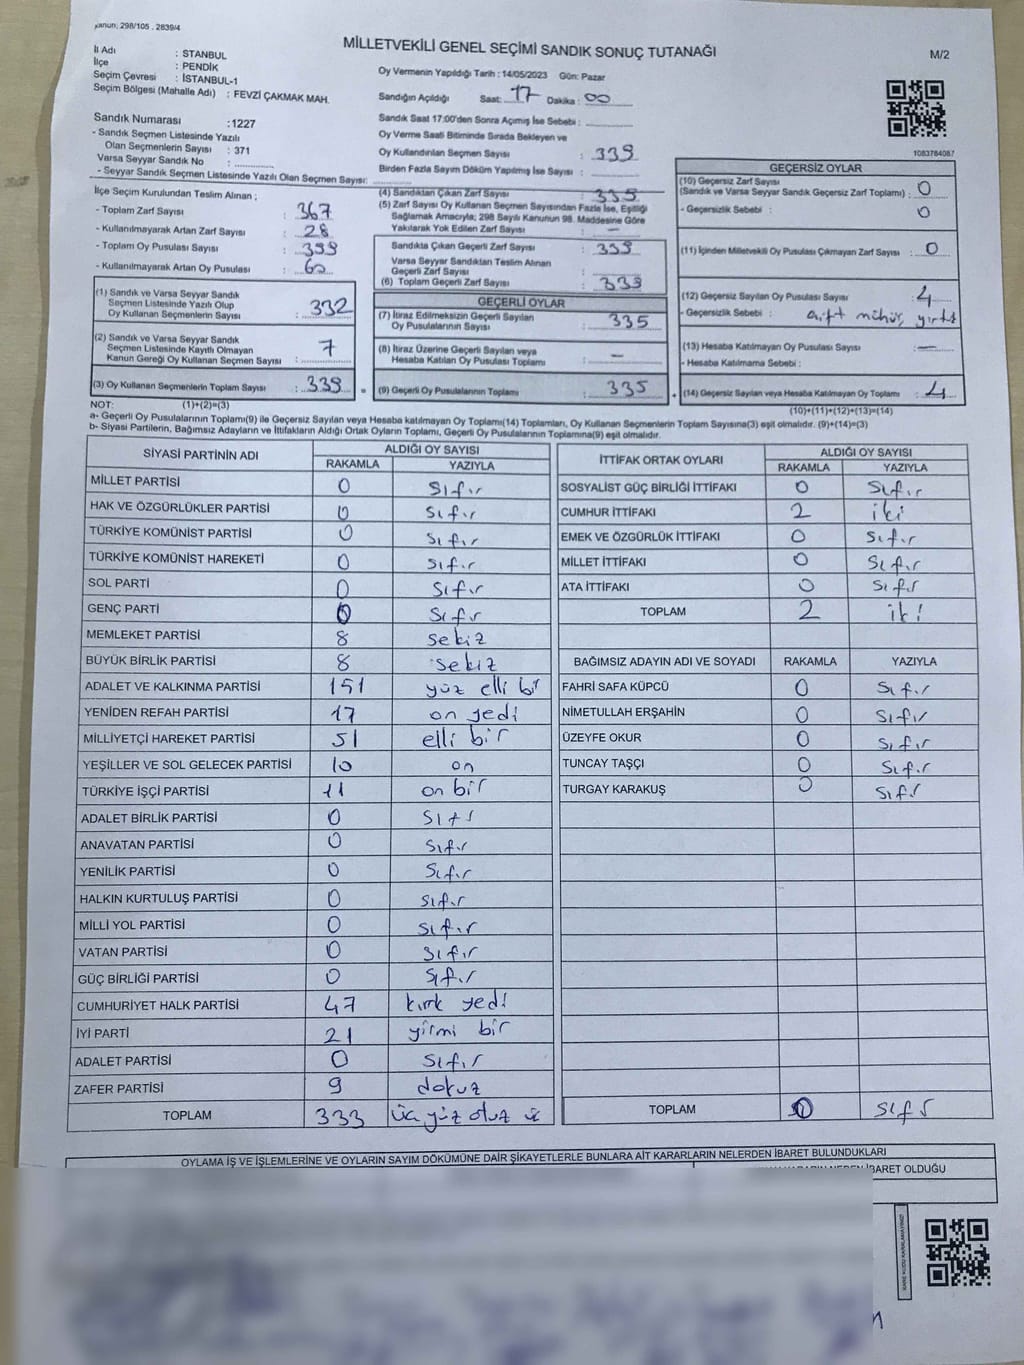 Kanun; 298/105 , 2839/4
MİLLETVEKİLİ GENEL SEÇİMİ SANDIK SONUÇ TUTANAĞI
M/2
İl Adı : STANBUL
İlçe : PENDİK
Seçim Çevresi : İSTANBUL-1
Seçim Bölgesi (Mahalle Adı) : FEVZİ ÇAKMAK MAH.
Sandık Numarası :1227
- Sandık Seçmen Listesinde Yazılı
Olan Seçmenlerin Sayısı : 371
Varsa Seyyar Sandık No : ............
- Seyyar Sandık Seçmen Listesinde Yazılı Olan Seçmen Sayısı: ............
Oy Vermenin Yapıldığı Tarih : 14/05/2023 Gün: Pazar
Sandığın Açıldığı Saat: 17 Dakika : 00
Sandık Saat 17:00'den Sonra Açımış İse Sebebi : ............
Oy Verme Saati Bitiminde Sırada Bekleyen ve
Oy Kullandırılan Seçmen Sayısı : 339
Birden Fazla Sayım Döküm Yapılmış İse Sayısı : ............
1083784087
İlçe Seçim Kurulundan Teslim Alınan ;
- Toplam Zarf Sayısı : 367
- Kullanılmayarak Artan Zarf Sayısı : 28
- Toplam Oy Pusulası Sayısı : 399
- Kullanılmayarak Artan Oy Pusulası : 60
(1) Sandık ve Varsa Seyyar Sandık
Seçmen Listesinde Yazılı Olup
Oy Kullanan Seçmenlerin Sayısı : 332
(2) Sandık ve Varsa Seyyar Sandık
Seçmen Listesinde Kayıtlı Olmayan
Kanun Gereği Oy Kullanan Seçmen Sayısı : 7
(3) Oy Kullanan Seçmenlerin Toplam Sayısı : 339
(4) Sandıktan Çıkan Zarf Sayısı : 339
(5) Zarf Sayısı Oy Kullanan Seçmen Sayısından Fazla İse, Eşitliği
Sağlamak Amacıyla; 298 Sayılı Kanunun 98. Maddesine Göre
Yakılarak Yok Edilen Zarf Sayısı : -
Sandıkta Çıkan Geçerli Zarf Sayısı : 339
Varsa Seyyar Sandıktan Teslim Alınan
Geçerli Zarf Sayısı : ............
(6) Toplam Geçerli Zarf Sayısı : 339
GEÇERLİ OYLAR
(7) İtiraz Edilmeksizin Geçerli Sayılan
Oy Pusulalarının Sayısı : 335
(8) İtiraz Üzerine Geçerli Sayılan veya
Hesaba Katılan Oy Pusulası Toplamı : -
= (9) Geçerli Oy Pusulalarının Toplamı : 335
GEÇERSİZ OYLAR
(10) Geçersiz Zarf Sayısı
(Sandık ve Varsa Seyyar Sandık Geçersiz Zarf Toplamı) : 0
- Geçersizlik Sebebi : 0
(11) İçinden Milletvekili Oy Pusulası Çıkmayan Zarf Sayısı : 0
(12) Geçersiz Sayılan Oy Pusulası Sayısı : 4
- Geçersizlik Sebebi : çift mühür, yırtık
(13) Hesaba Katılmayan Oy Pusulası Sayısı : -
- Hesaba Katılmama Sebebi :
+ (14) Geçersiz Sayılan veya Hesaba Katılmayan Oy Toplamı : 4
NOT: (1)+(2)=(3)
(10)+(11)+(12)+(13)=(14)
a- Geçerli Oy Pusulalarının Toplamı(9) ile Geçersiz Sayılan veya Hesaba katılmayan Oy Toplamı(14) Toplamları, Oy Kullanan Seçmenlerin Toplam Sayısına(3) eşit olmalıdır. (9)+(14)=(3)
b- Siyasi Partilerin, Bağımsız Adayların ve İttifakların Aldığı Ortak Oyların Toplamı, Geçerli Oy Pusulalarının Toplamına(9) eşit olmalıdır.
SİYASİ PARTİNİN ADI ALDIĞI OY SAYISI
RAKAMLA YAZIYLA
MİLLET PARTİSİ 0 Sıfır
HAK VE ÖZGÜRLÜKLER PARTİSİ 0 Sıfır
TÜRKİYE KOMÜNİST PARTİSİ 0 Sıfır
TÜRKİYE KOMÜNİST HAREKETİ 0 Sıfır
SOL PARTİ 0 Sıfır
GENÇ PARTİ 0 Sıfır
MEMLEKET PARTİSİ 8 Sekiz
BÜYÜK BİRLİK PARTİSİ 8 Sekiz
ADALET VE KALKINMA PARTİSİ 151 yüz elli bir
YENİDEN REFAH PARTİSİ 17 on yedi
MİLLİYETÇİ HAREKET PARTİSİ 51 elli bir
YEŞİLLER VE SOL GELECEK PARTİSİ 10 on
TÜRKİYE İŞÇİ PARTİSİ 11 on bir
ADALET BİRLİK PARTİSİ 0 Sıfır
ANAVATAN PARTİSİ 0 Sıfır
YENİLİK PARTİSİ 0 Sıfır
HALKIN KURTULUŞ PARTİSİ 0 Sıfır
MİLLİ YOL PARTİSİ 0 Sıfır
VATAN PARTİSİ 0 Sıfır
GÜÇ BİRLİĞİ PARTİSİ 0 Sıfır
CUMHURİYET HALK PARTİSİ 47 kırk yedi
İYİ PARTİ 21 yirmi bir
ADALET PARTİSİ 0 Sıfır
ZAFER PARTİSİ 9 dokuz
TOPLAM 333 üç yüz otuz üç
İTTİFAK ORTAK OYLARI ALDIĞI OY SAYISI
RAKAMLA YAZIYLA
SOSYALİST GÜÇ BİRLİĞİ İTTİFAKI 0 Sıfır
CUMHUR İTTİFAKI 2 iki
EMEK VE ÖZGÜRLÜK İTTİFAKI 0 Sıfır
MİLLET İTTİFAKI 0 Sıfır
ATA İTTİFAKI 0 Sıfır
TOPLAM 2 iki
BAĞIMSIZ ADAYIN ADI VE SOYADI RAKAMLA YAZIYLA
FAHRİ SAFA KÜPCÜ 0 Sıfır
NİMETULLAH ERŞAHİN 0 Sıfır
ÜZEYFE OKUR 0 Sıfır
TUNCAY TAŞÇI 0 Sıfır
TURGAY KARAKUŞ 0 Sıfır
TOPLAM 0 Sıfır
OYLAMA İŞ VE İŞLEMLERİNE VE OYLARIN SAYIM DÖKÜMÜNE DAİR ŞİKAYETLERLE BUNLARA AİT KARARLARIN NELERDEN İBARET BULUNDUKLARI
İBARET OLDUĞU